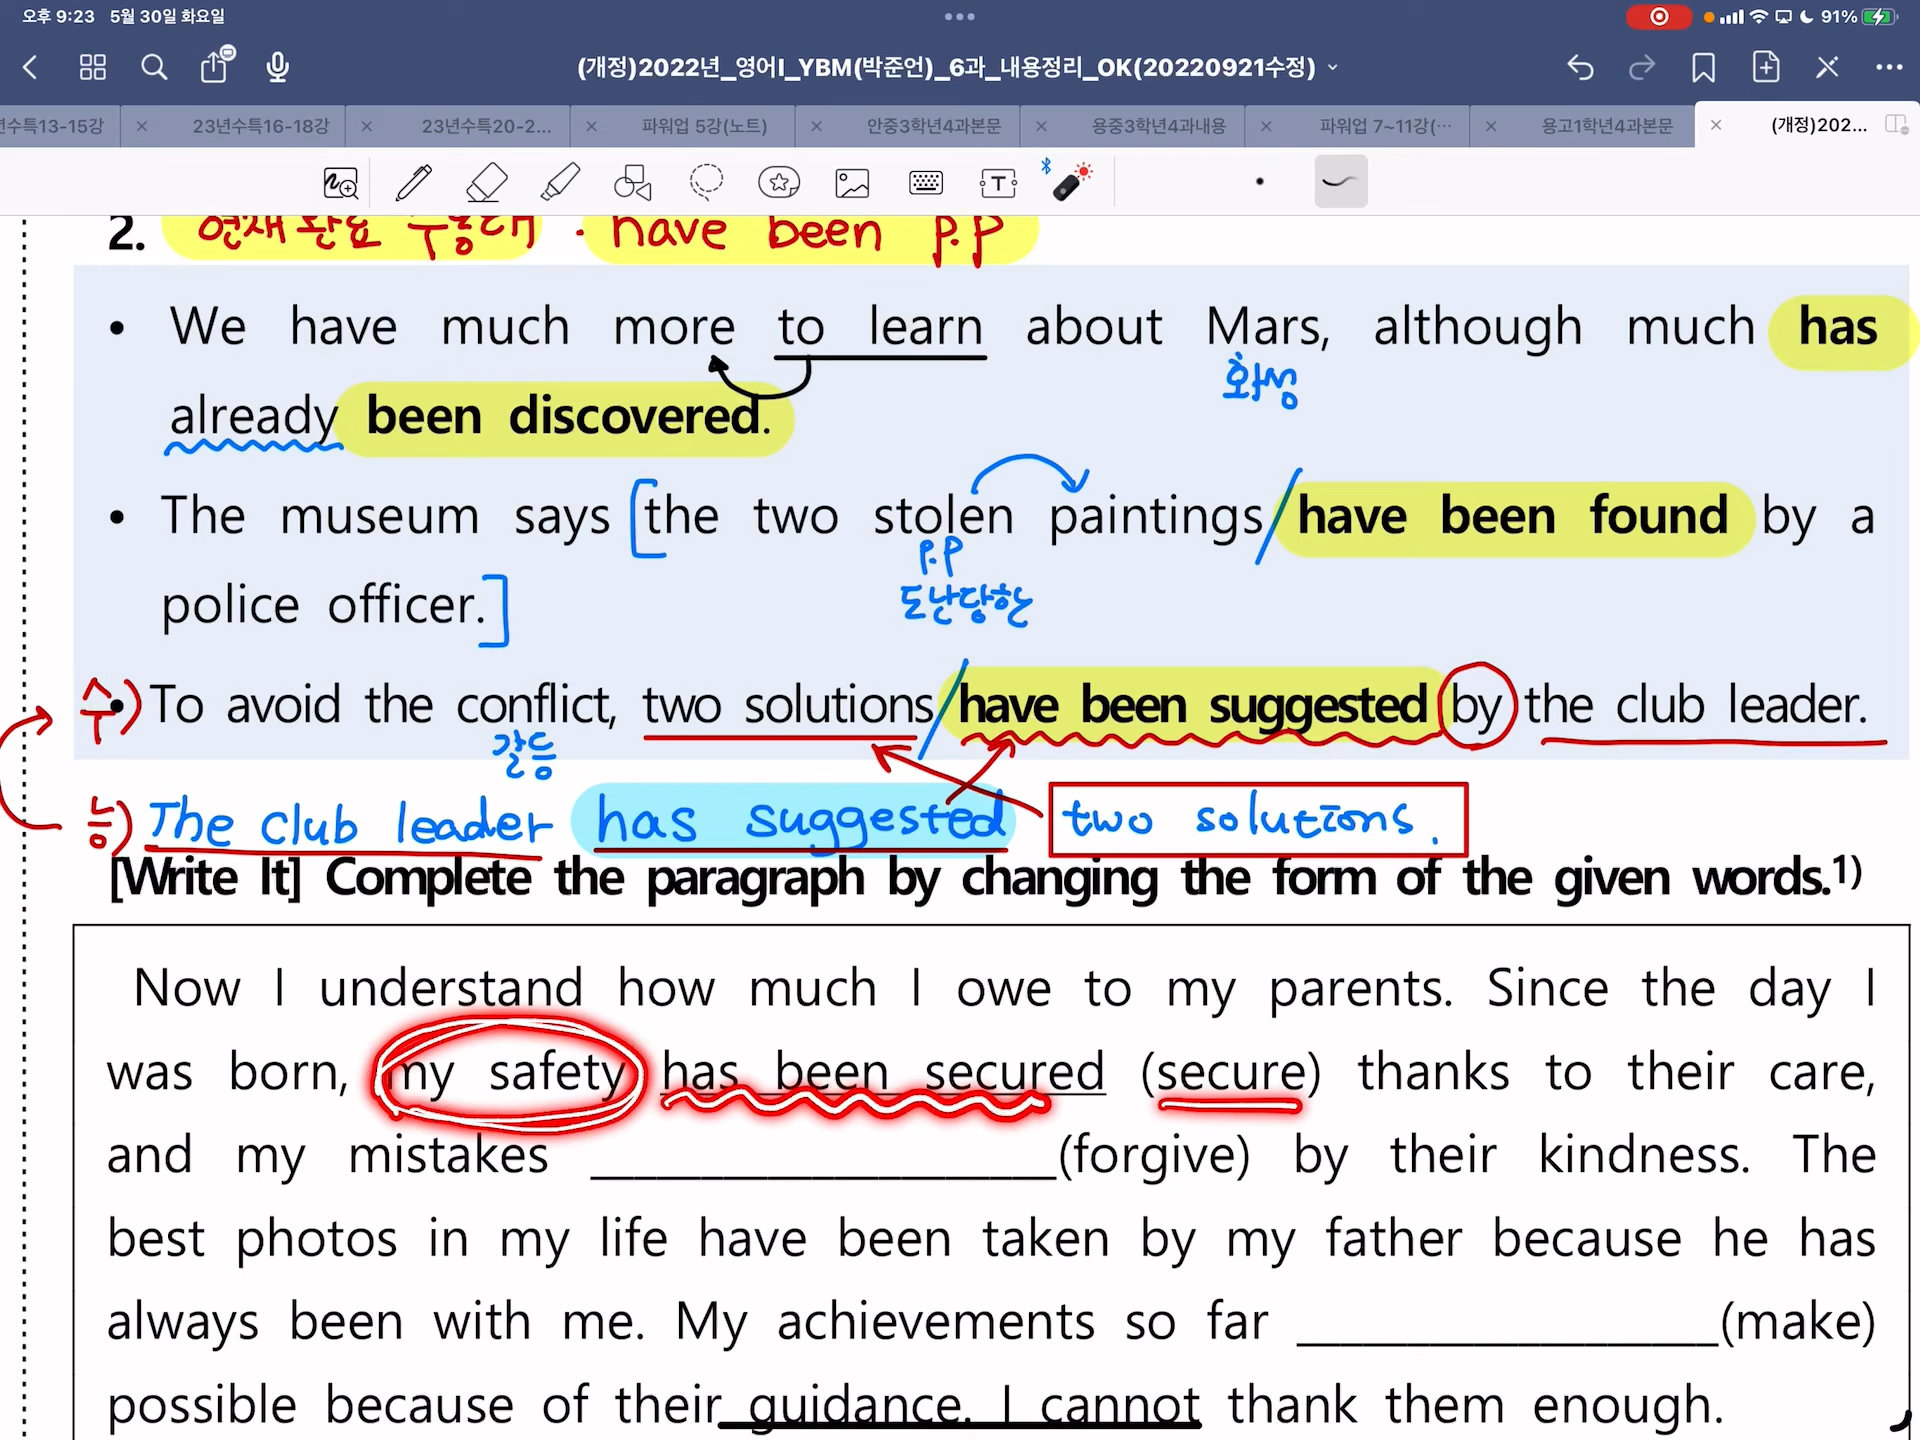 오후 9:23 5월 30일 화요일
91%
(개정)2022년_영어I_YBM(박준언)_6과_내용정리_OK(20220921수정)
년수특13-15강 23년수특16-18강 23년수특20-2... 파워업 5강(노트) 안중3학년4과본문 용중3학년4과내용 파워업 7~11강(… 용고1학년4과본문 (개정)202...
2. 현재완료 수동태 · have been p.p
• We have much more to learn about Mars, although much has
화성
already been discovered.
• The museum says [the two stolen paintings/have been found by a
p.p
도난당한
police officer.]
수) • To avoid the conflict, two solutions/have been suggested by the club leader.
갈등
능) The club leader has suggested two solutions.
[Write It] Complete the paragraph by changing the form of the given words.1)
Now I understand how much I owe to my parents. Since the day I
was born, my safety has been secured (secure) thanks to their care,
and my mistakes ____________________(forgive) by their kindness. The
best photos in my life have been taken by my father because he has
always been with me. My achievements so far __________________(make)
possible because of their guidance. I cannot thank them enough.